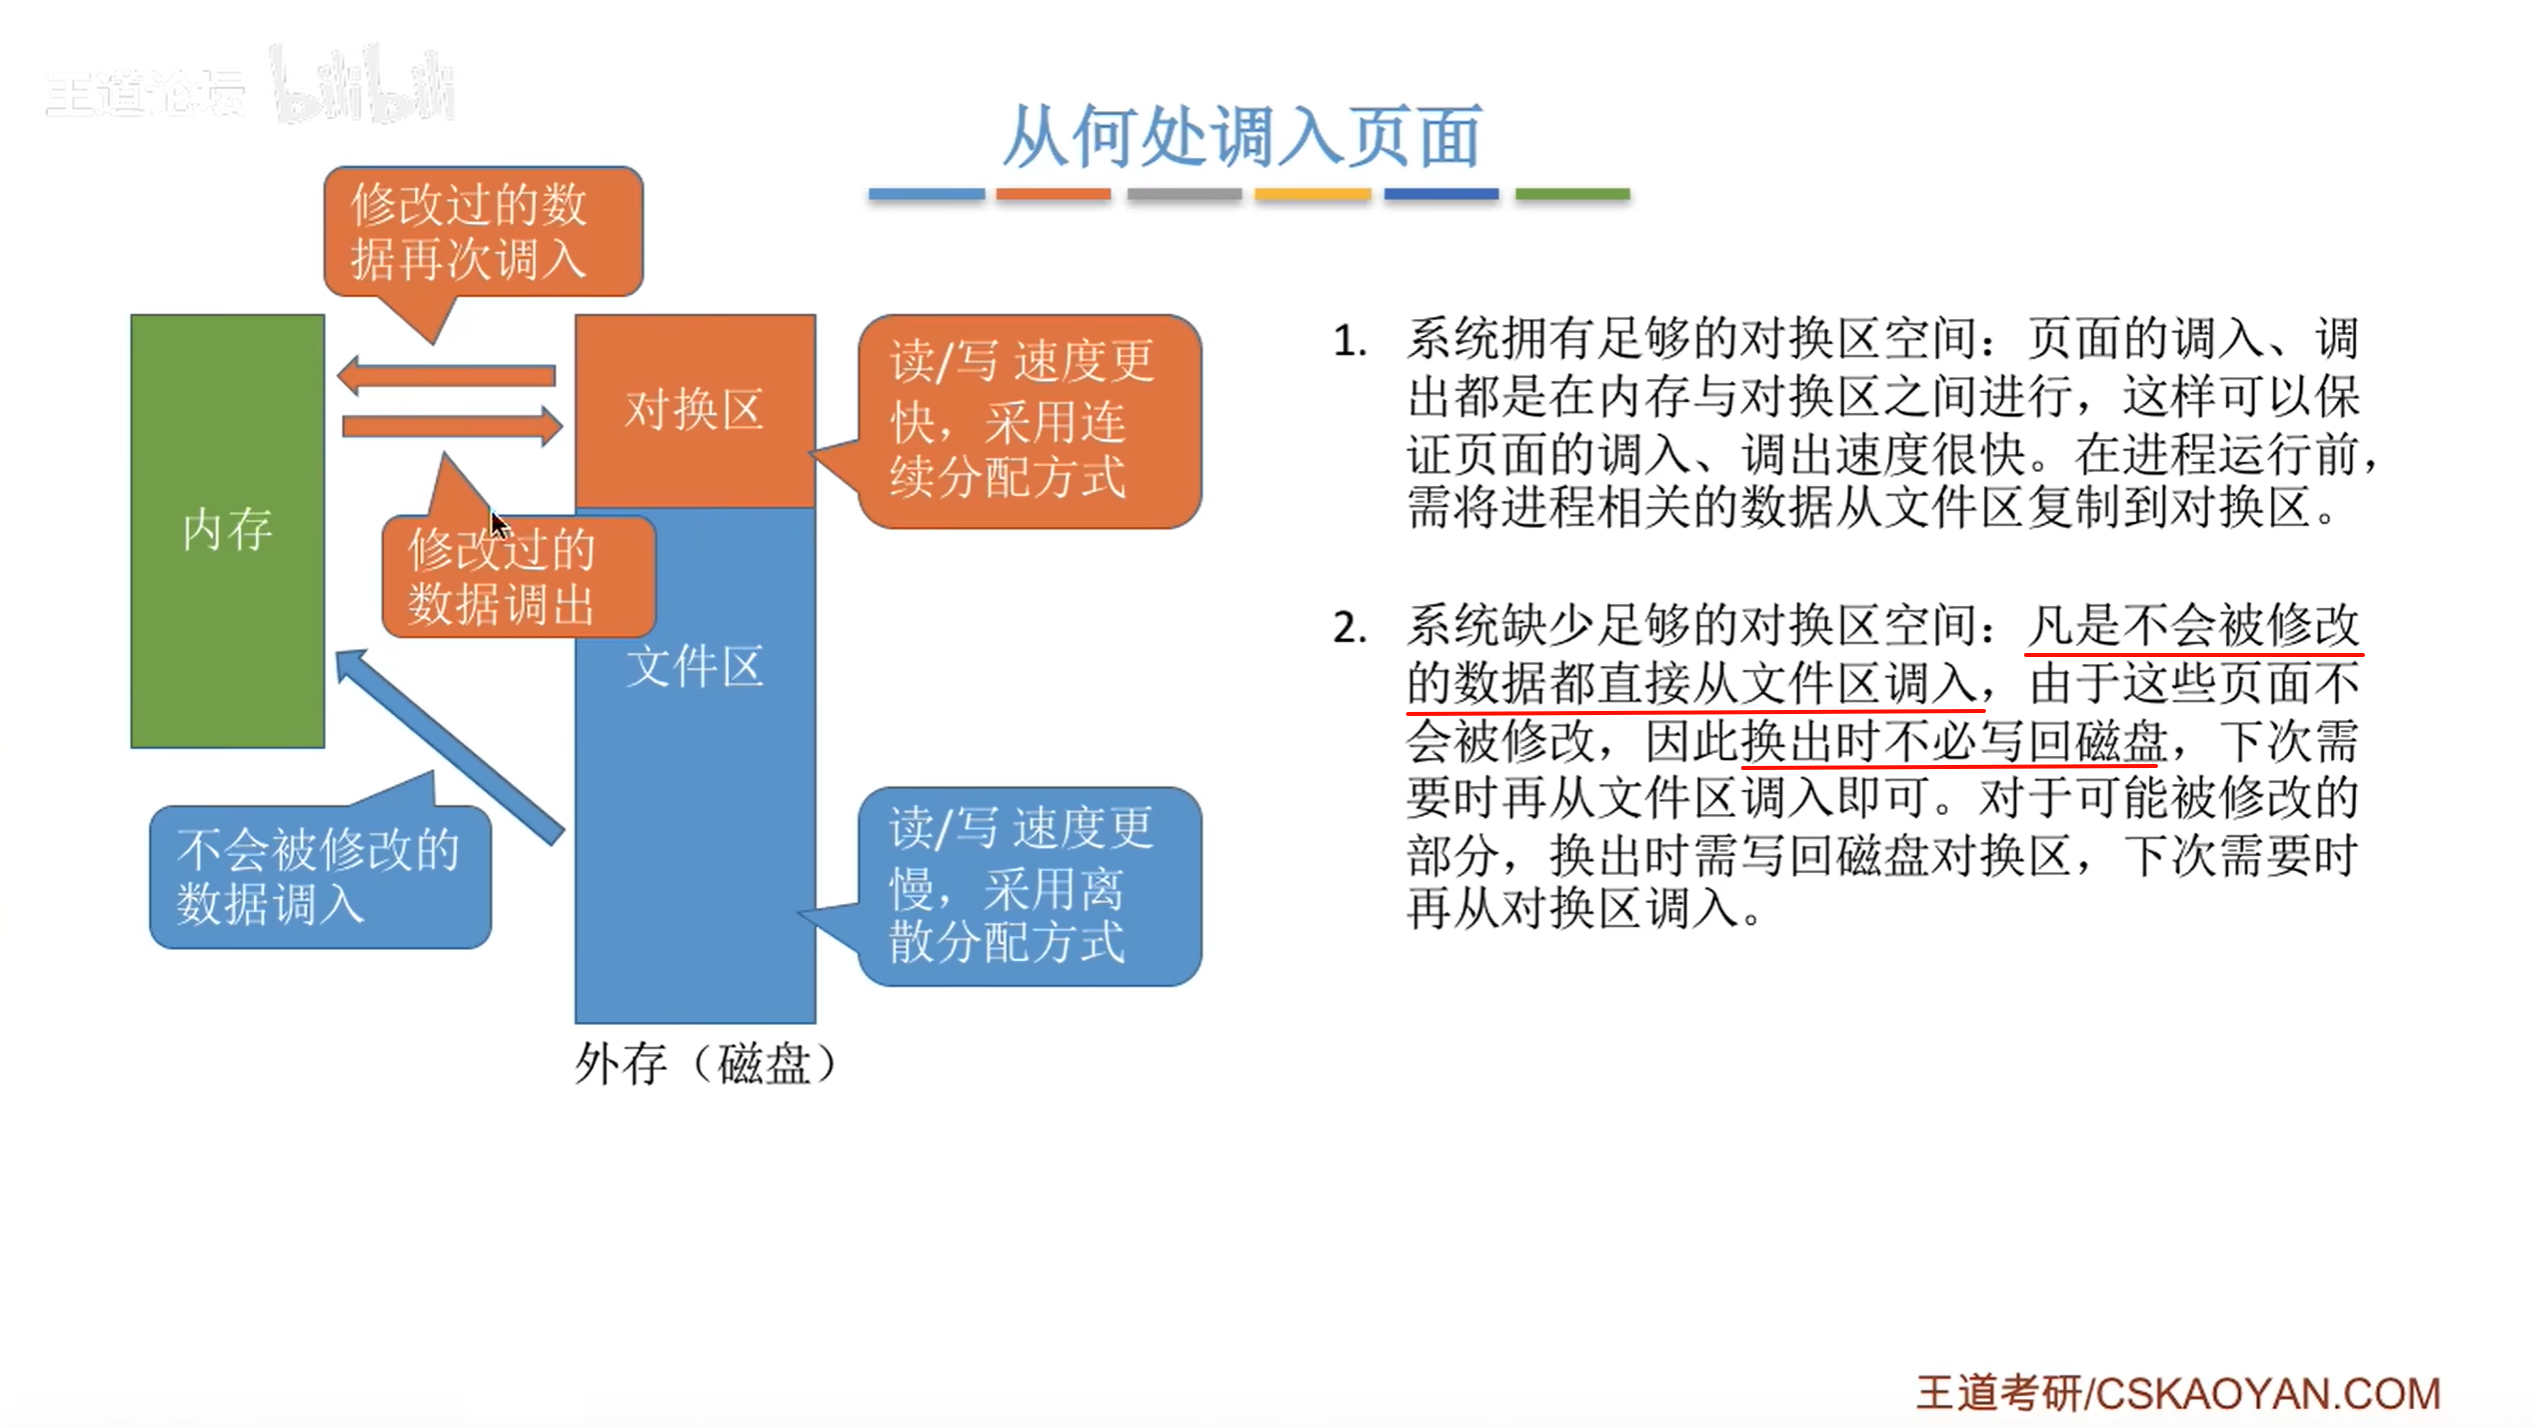 王道论坛 bilibili
从何处调入页面
修改过的数
据再次调入
内存
对换区
读/写 速度更
快，采用连
续分配方式
修改过的
数据调出
文件区
不会被修改的
数据调入
读/写 速度更
慢，采用离
散分配方式
外存（磁盘）
1. 系统拥有足够的对换区空间：页面的调入、调
出都是在内存与对换区之间进行，这样可以保
证页面的调入、调出速度很快。在进程运行前，
需将进程相关的数据从文件区复制到对换区。
2. 系统缺少足够的对换区空间：凡是不会被修改
的数据都直接从文件区调入，由于这些页面不
会被修改，因此换出时不必写回磁盘，下次需
要时再从文件区调入即可。对于可能被修改的
部分，换出时需写回磁盘对换区，下次需要时
再从对换区调入。
王道考研/CSKAOYAN.COM